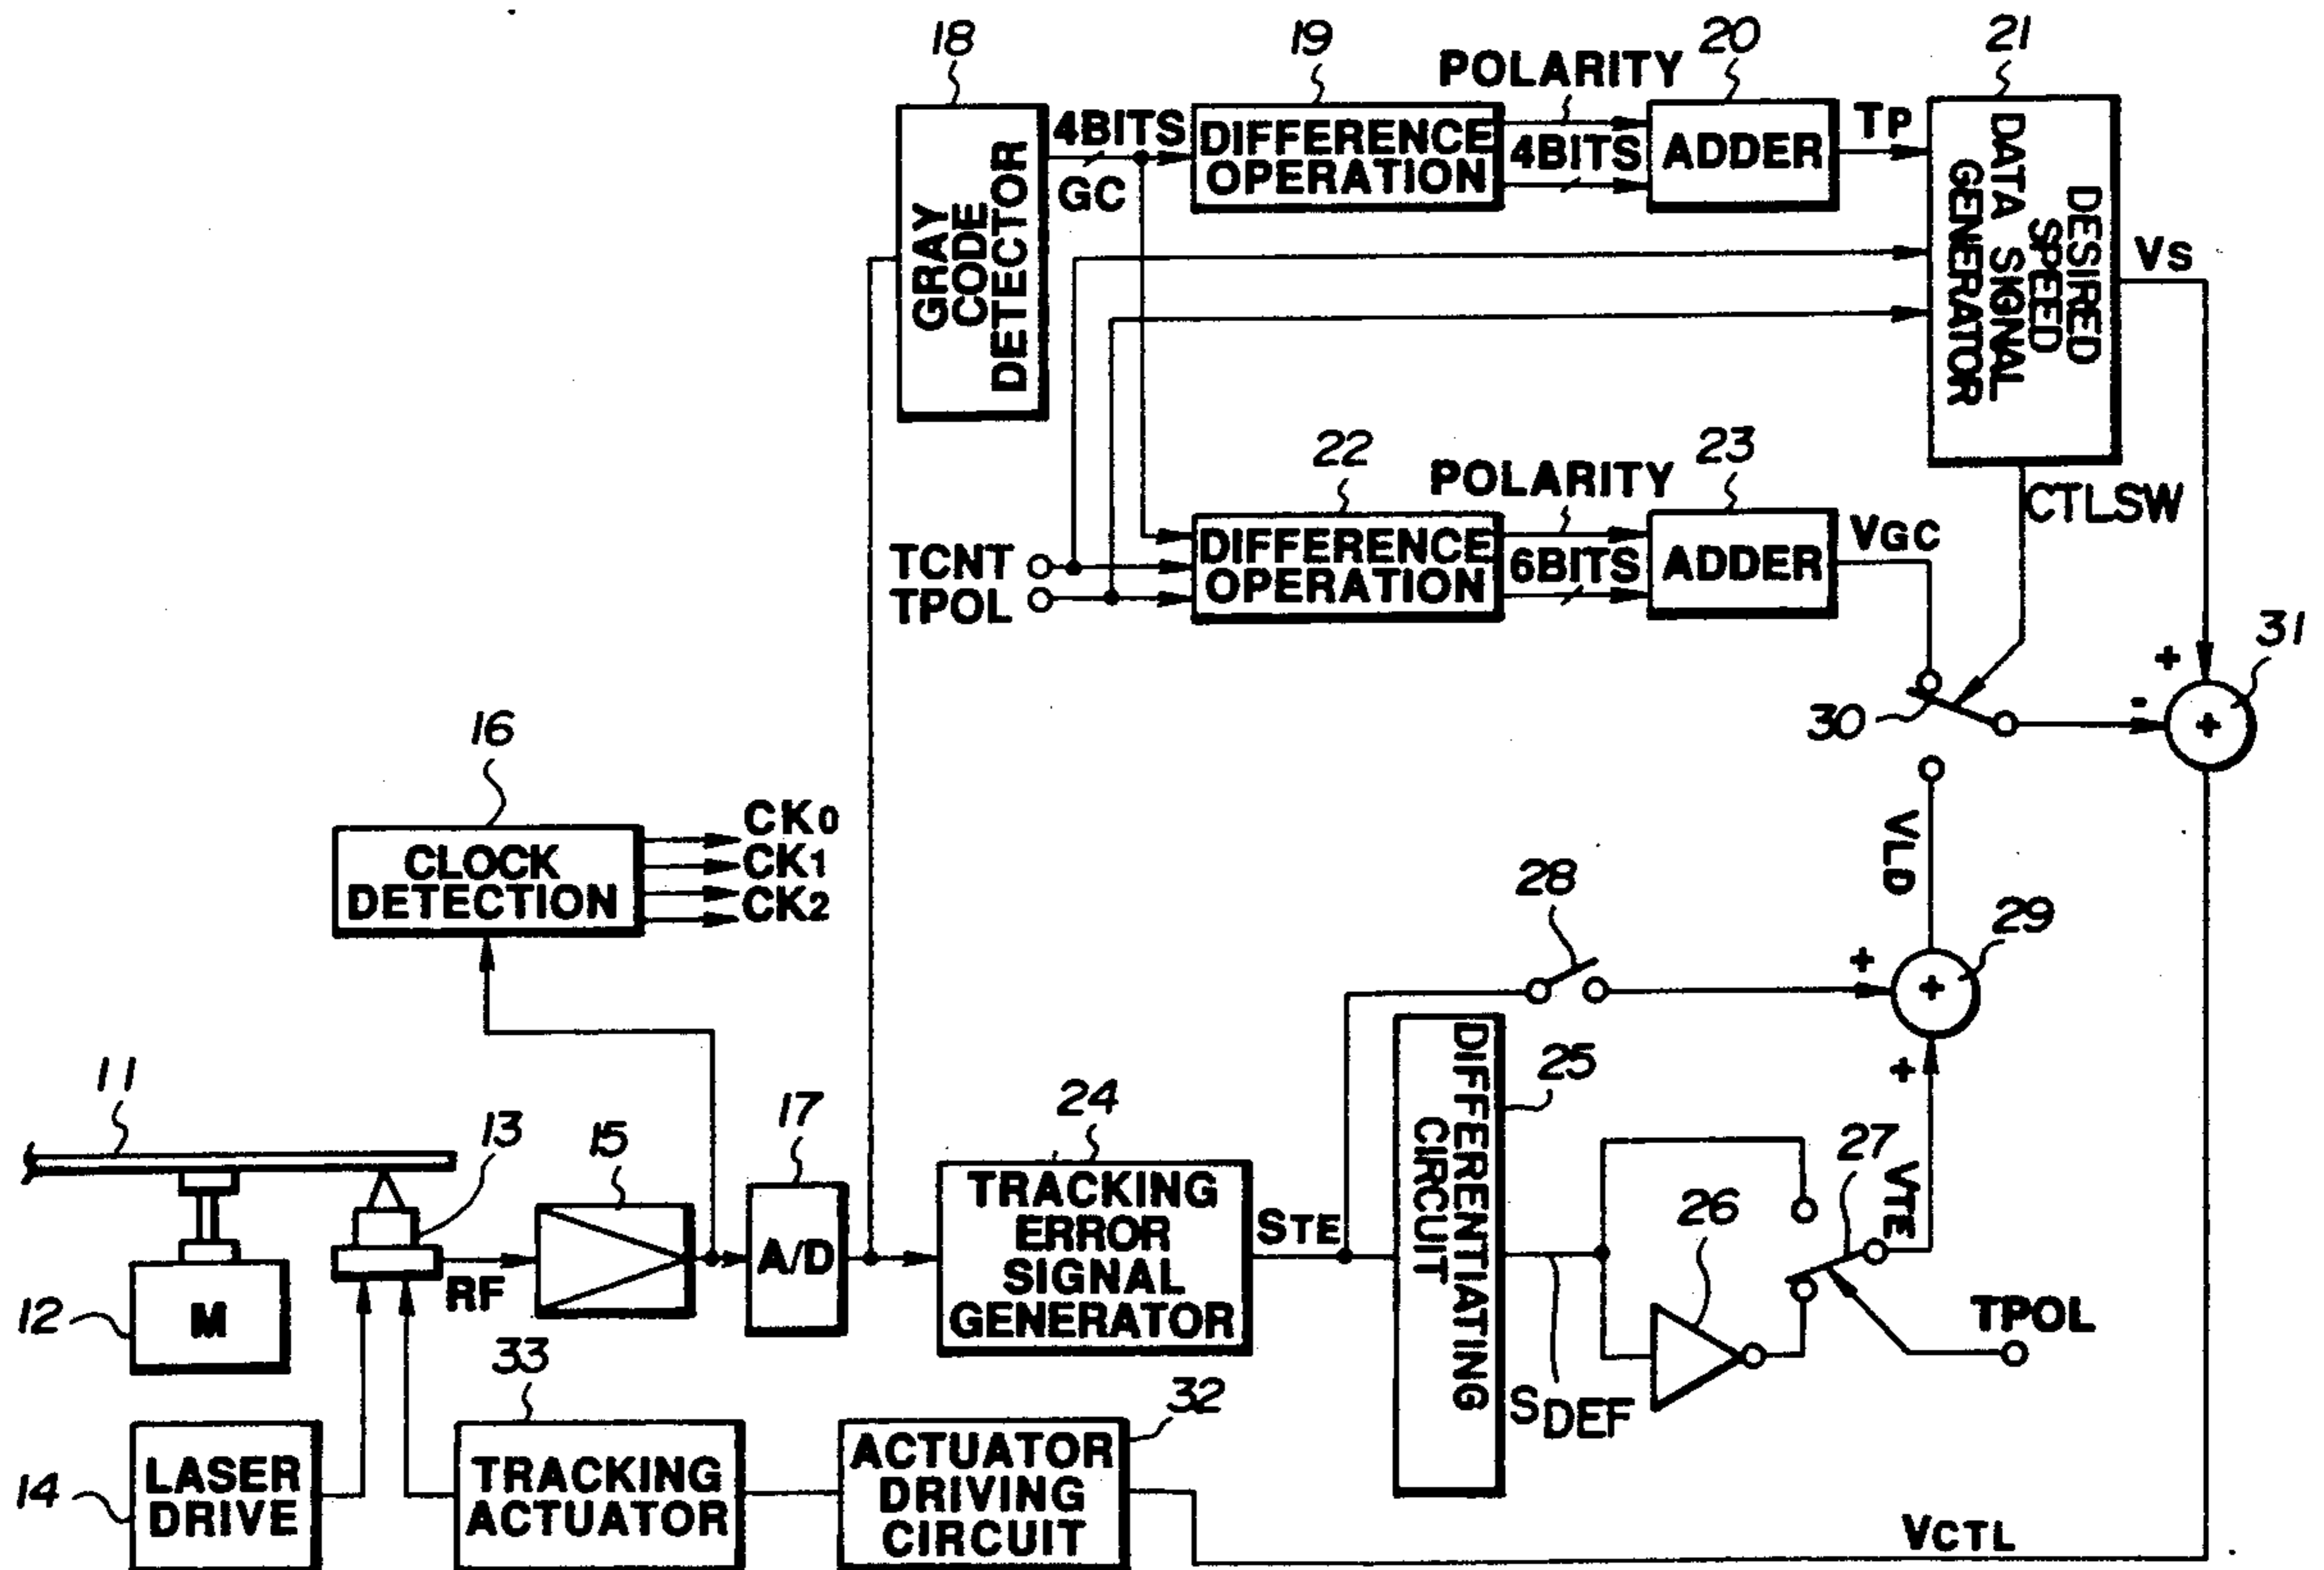 18
19
POLARITY
20
21
4BITS
GC
GRAY
CODE
DETECTOR
DIFFERENCE
OPERATION
4BITS
ADDER
TP
DESIRED
SPEED
DATA SIGNAL
GENERATOR
VS
22
POLARITY
23
CTLSW
TCNT
TPOL
DIFFERENCE
OPERATION
6BITS
ADDER
VGC
31
+
-
+
30
16
CLOCK
DETECTION
CK0
CK1
CK2
VLD
28
29
+
+
+
11
13
15
17
24
25
27
VTE
26
12
M
RF
A/D
TRACKING
ERROR
SIGNAL
GENERATOR
STE
DIFFERENTIATING
CIRCUIT
SDEF
TPOL
33
32
14
LASER
DRIVE
TRACKING
ACTUATOR
ACTUATOR
DRIVING
CIRCUIT
VCTL